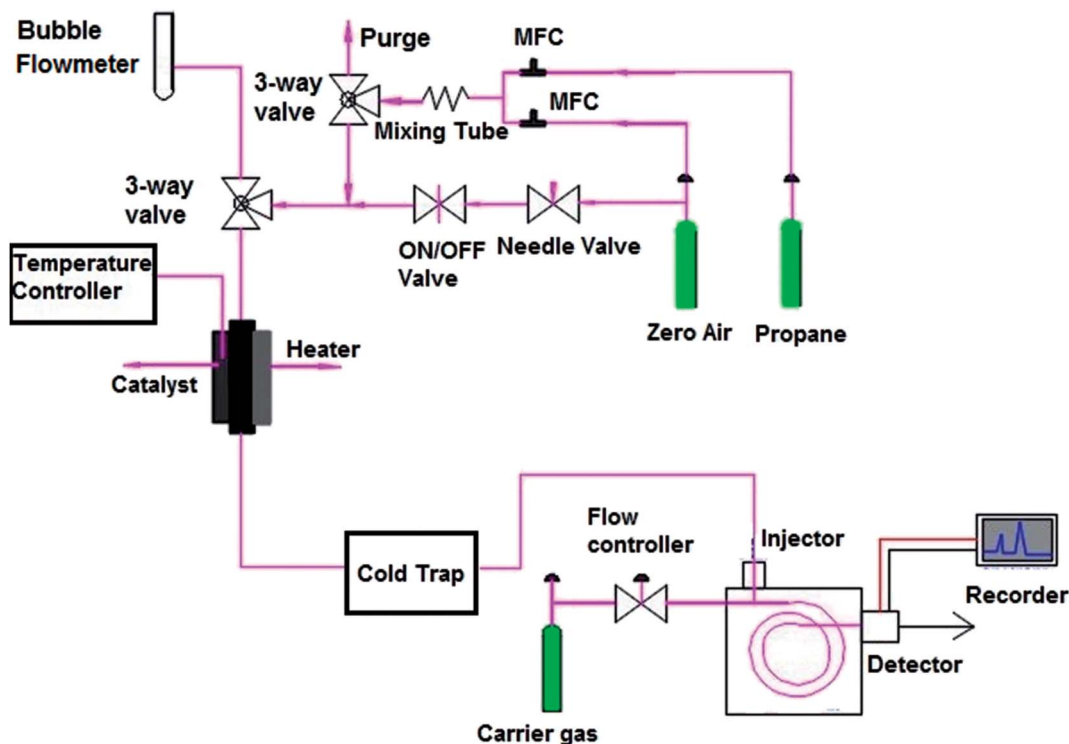 Bubble
Flowmeter
Purge
MFC
3-way
valve
MFC
Mixing Tube
3-way
valve
ON/OFF
Valve
Needle Valve
Temperature
Controller
Zero Air
Propane
Heater
Catalyst
Flow
controller
Injector
Cold Trap
Recorder
Detector
Carrier gas